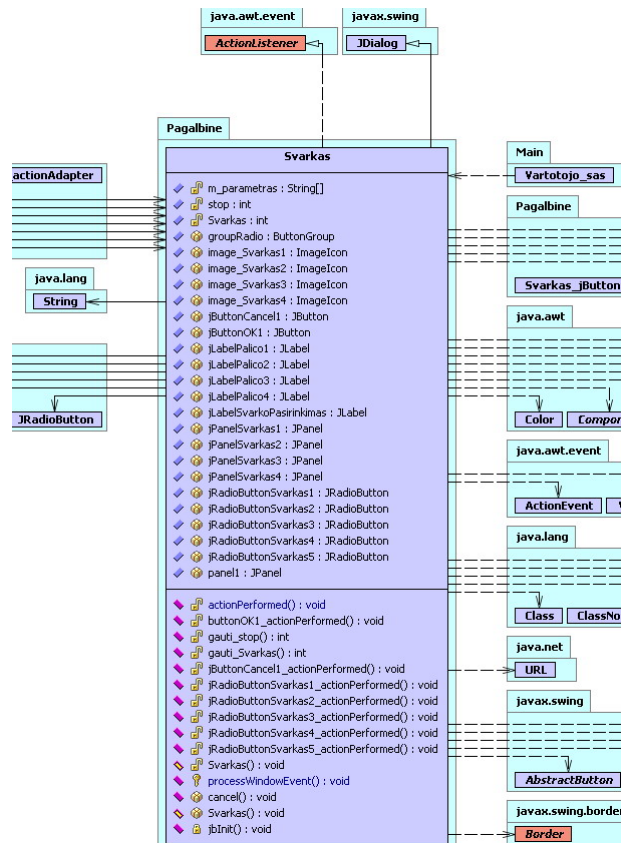 java.awt.event
javax.swing
ActionListener
JDialog
Pagalbine
Svarkas
Main
Vartotojo_sas
actionAdapter
m_parametras : String[]
stop : int
Svarkas : int
groupRadio : ButtonGroup
image_Svarkas1 : ImageIcon
image_Svarkas2 : ImageIcon
image_Svarkas3 : ImageIcon
image_Svarkas4 : ImageIcon
jButtonCancel1 : JButton
jButtonOK1 : JButton
jLabelPalico1 : JLabel
jLabelPalico2 : JLabel
jLabelPalico3 : JLabel
jLabelPalico4 : JLabel
jLabelSvarkoPasirinkimas : JLabel
jPanelSvarkas1 : JPanel
jPanelSvarkas2 : JPanel
jPanelSvarkas3 : JPanel
jPanelSvarkas4 : JPanel
jRadioButtonSvarkas1 : JRadioButton
jRadioButtonSvarkas2 : JRadioButton
jRadioButtonSvarkas3 : JRadioButton
jRadioButtonSvarkas4 : JRadioButton
jRadioButtonSvarkas5 : JRadioButton
panel1 : JPanel
actionPerformed() : void
buttonOK1_actionPerformed() : void
gauti_stop() : int
gauti_Svarkas() : int
jButtonCancel1_actionPerformed() : void
jRadioButtonSvarkas1_actionPerformed() : void
jRadioButtonSvarkas2_actionPerformed() : void
jRadioButtonSvarkas3_actionPerformed() : void
jRadioButtonSvarkas4_actionPerformed() : void
jRadioButtonSvarkas5_actionPerformed() : void
Svarkas() : void
processWindowEvent() : void
cancel() : void
Svarkas() : void
jbInit() : void
java.lang
String
JRadioButton
Pagalbine
Svarkas_jButton
java.awt
Color Compor
java.awt.event
ActionEvent
java.lang
Class ClassNo
java.net
URL
javax.swing
AbstractButton
javax.swing.border
Border